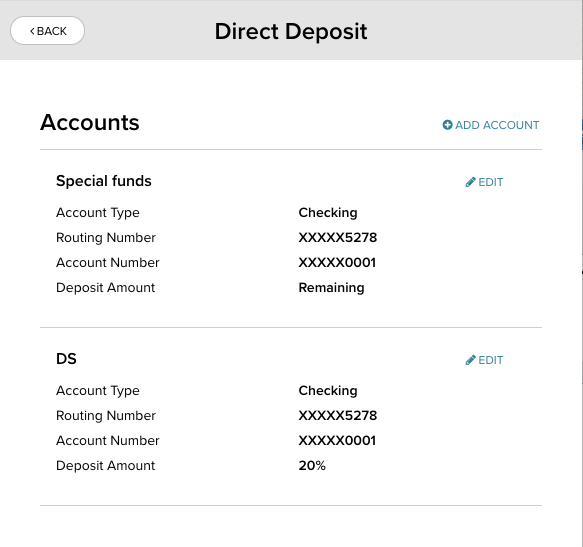 < BACK
Direct Deposit
Accounts
ADD ACCOUNT
Special funds
EDIT
Account Type Checking
Routing Number XXXXX5278
Account Number XXXXX0001
Deposit Amount Remaining
DS
EDIT
Account Type Checking
Routing Number XXXXX5278
Account Number XXXXX0001
Deposit Amount 20%